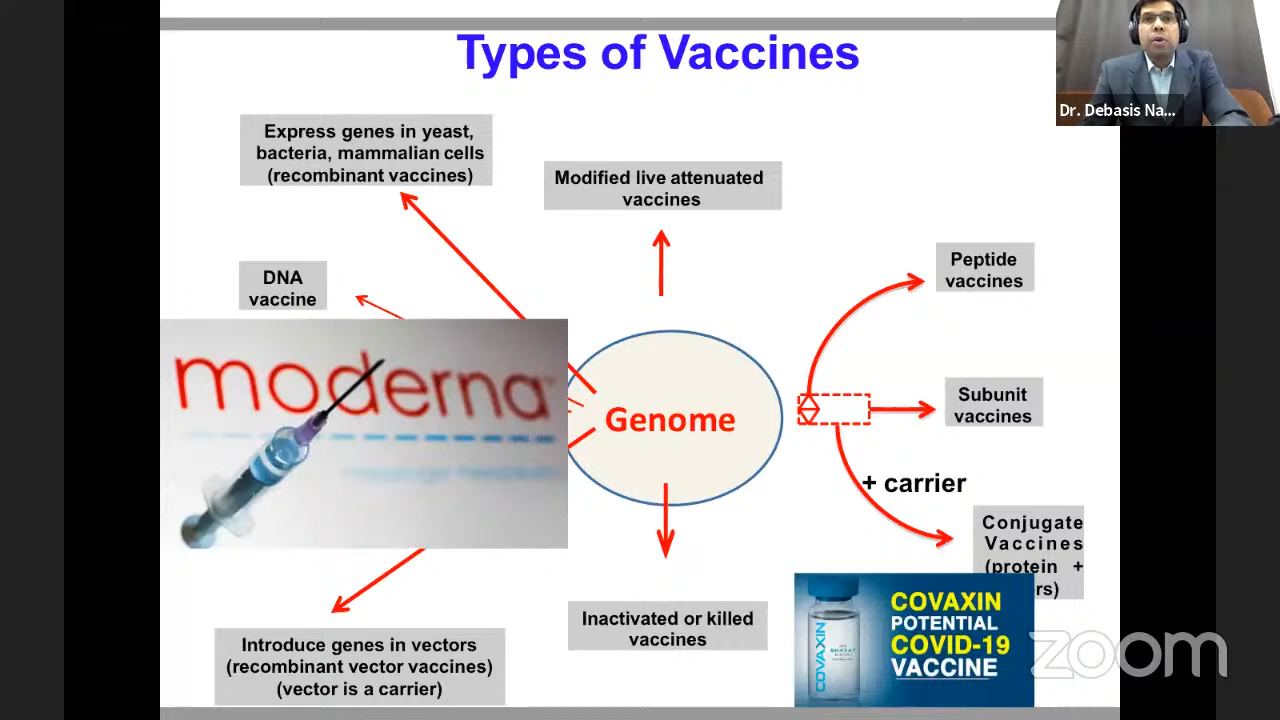 Types of Vaccines
Dr. Debasis Na...
Express genes in yeast,
bacteria, mammalian cells
(recombinant vaccines)
Modified live attenuated
vaccines
Peptide
vaccines
DNA
vaccine
moderna
Genome
Subunit
vaccines
+ carrier
Conjugate
Vaccines
(protein +
rs)
Inactivated or killed
vaccines
Introduce genes in vectors
(recombinant vector vaccines)
(vector is a carrier)
COVAXIN
BHARAT
COVAXIN
POTENTIAL
COVID-19
VACCINE
zoom